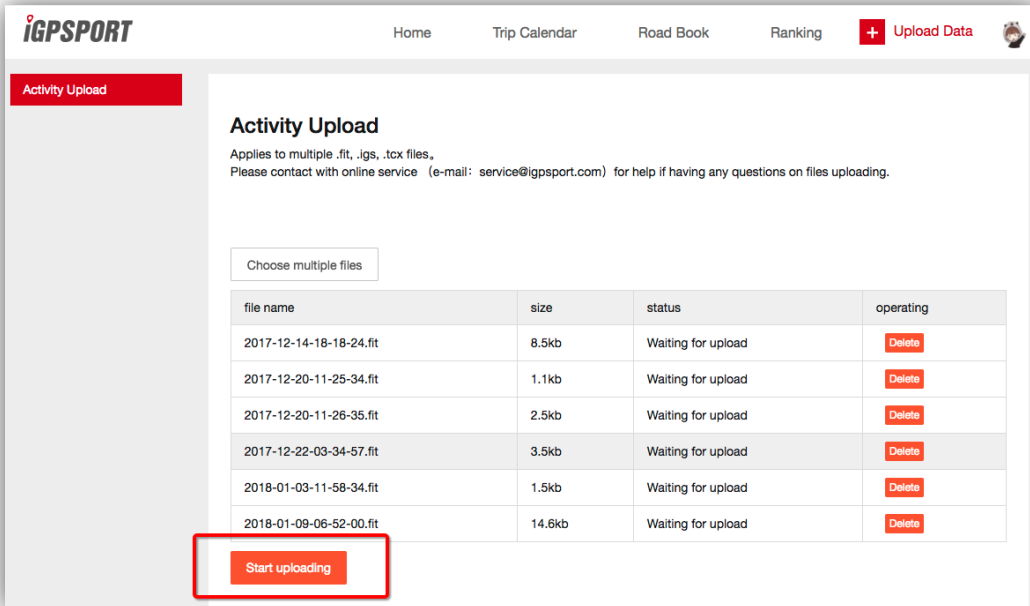 iGPSPORT
Home Trip Calendar Road Book Ranking + Upload Data
Activity Upload
Activity Upload
Applies to multiple .fit, .igs, .tcx files。
Please contact with online service （e-mail：service@igpsport.com）for help if having any questions on files uploading.
Choose multiple files
file name size status operating
2017-12-14-18-18-24.fit 8.5kb Waiting for upload Delete
2017-12-20-11-25-34.fit 1.1kb Waiting for upload Delete
2017-12-20-11-26-35.fit 2.5kb Waiting for upload Delete
2017-12-22-03-34-57.fit 3.5kb Waiting for upload Delete
2018-01-03-11-58-34.fit 1.5kb Waiting for upload Delete
2018-01-09-06-52-00.fit 14.6kb Waiting for upload Delete
Start uploading